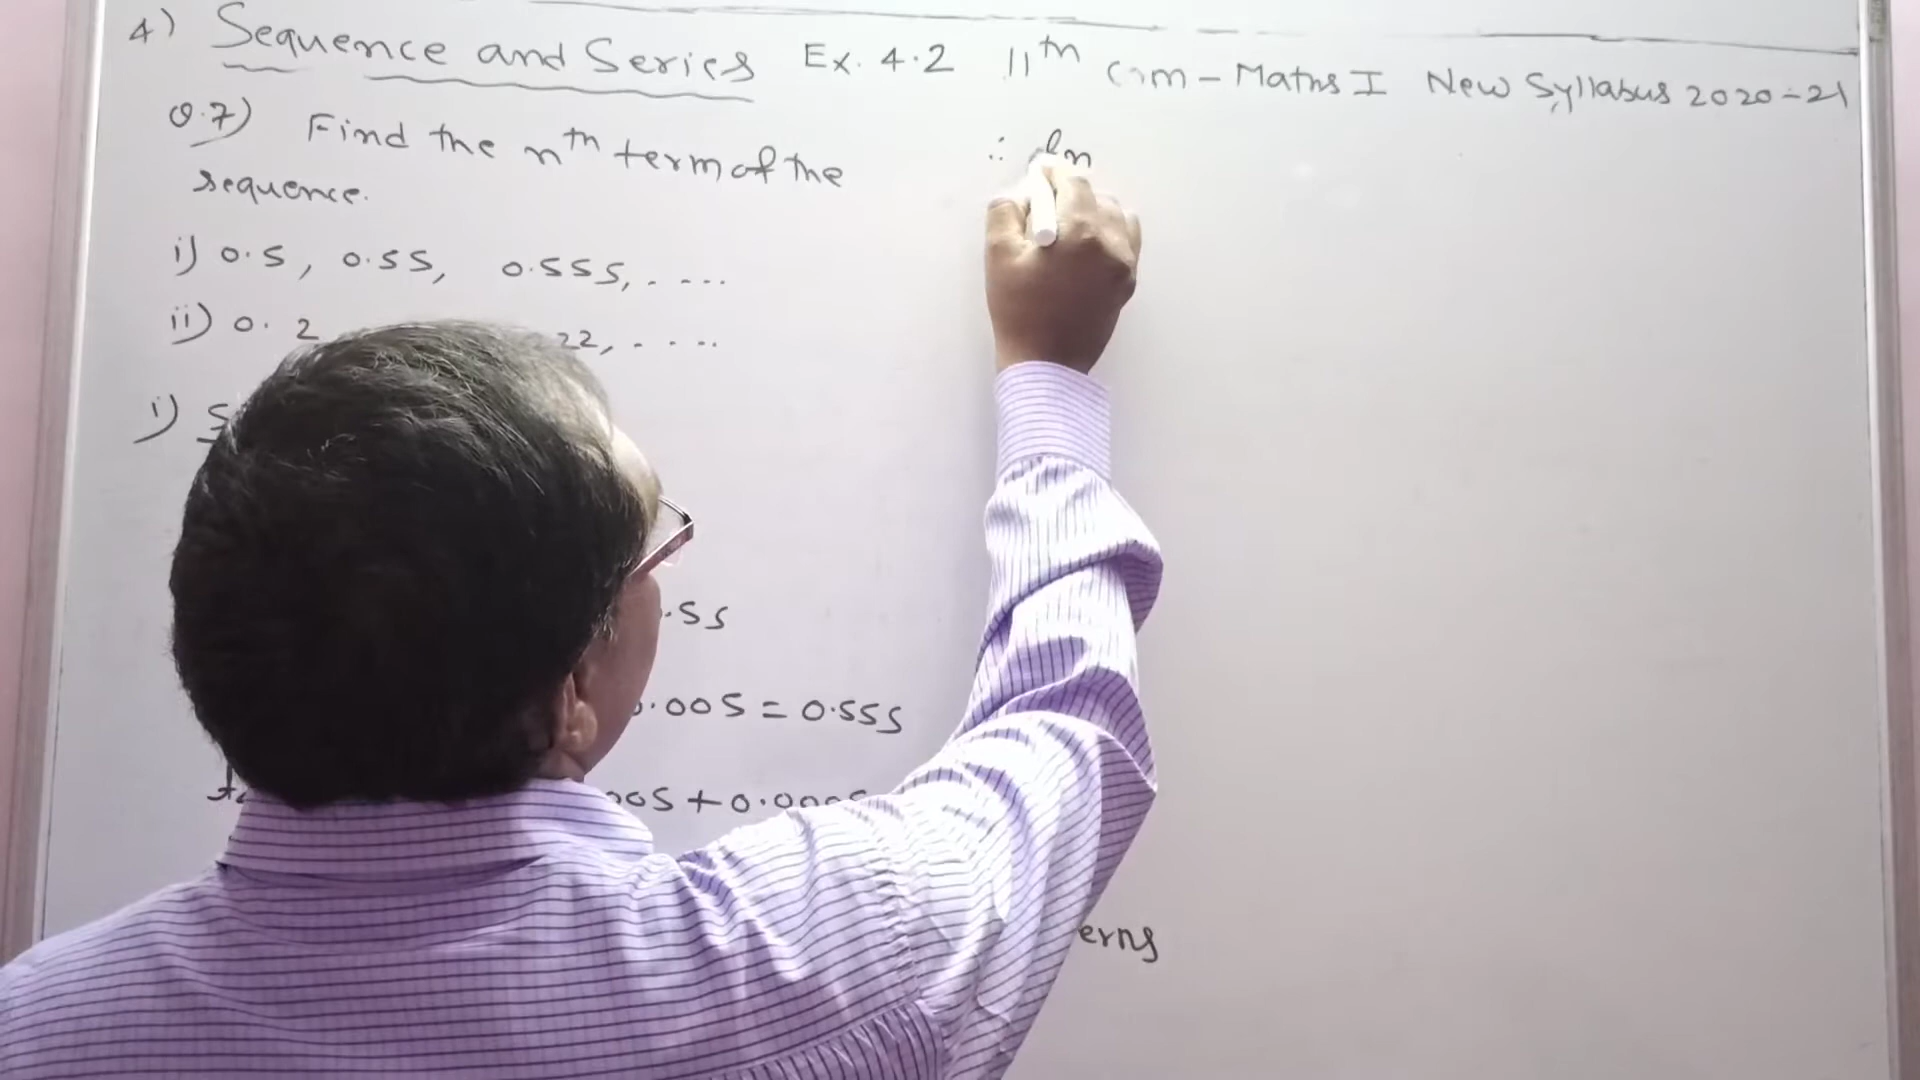 4) Sequence and Series Ex. 4.2 11th Com - Maths I New Syllabus 2020-21
Q.7) Find the nth term of the
sequence.
i) 0.5, 0.55, 0.555, . ...
ii) 0.2 22, ....
i) S
.55
0.005 = 0.555
005 + 0.0005
erns
∴